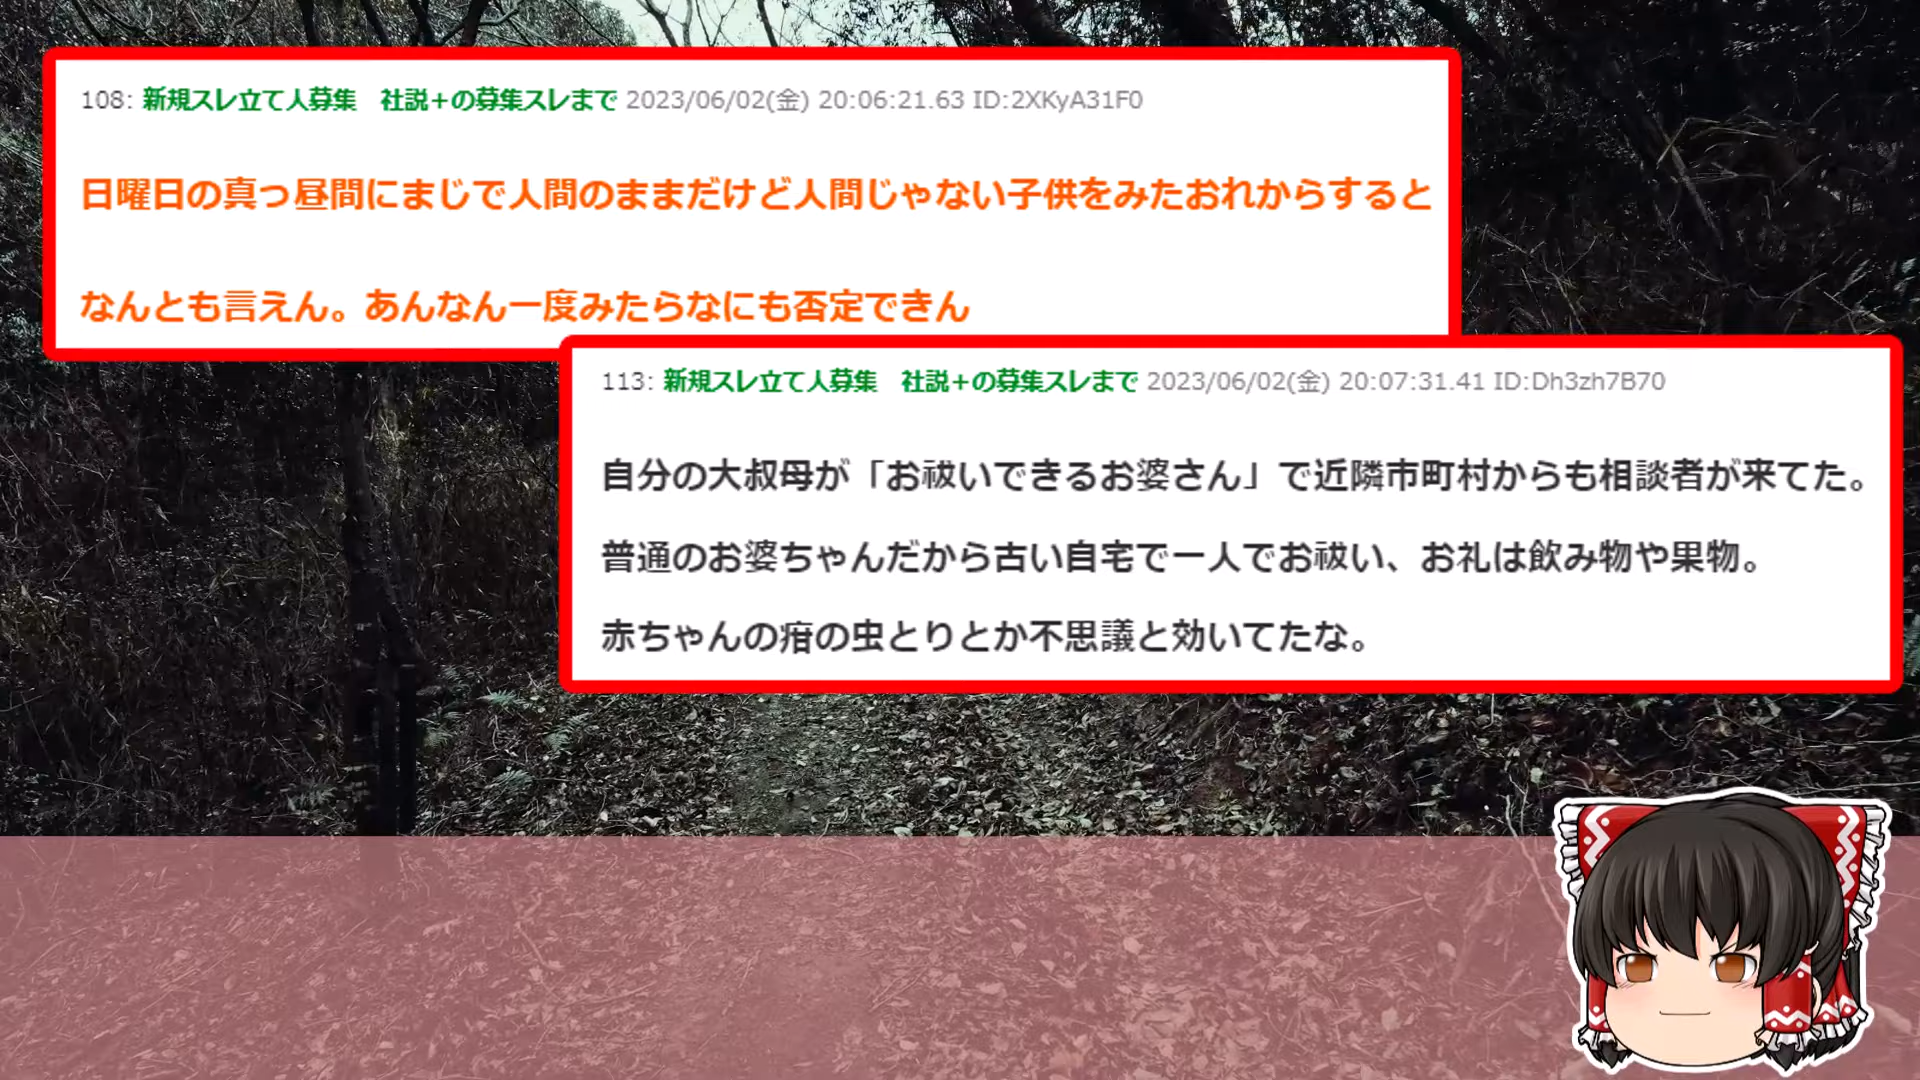 108: 新規スレ立て人募集　社説＋の募集スレまで 2023/06/02(金) 20:06:21.63 ID:2XKyA31F0
日曜日の真っ昼間にまじで人間のままだけど人間じゃない子供をみたおれからすると
なんとも言えん。あんなん一度みたらなにも否定できん
113: 新規スレ立て人募集　社説＋の募集スレまで 2023/06/02(金) 20:07:31.41 ID:Dh3zh7B70
自分の大叔母が「お祓いできるお婆さん」で近隣市町村からも相談者が来てた。
普通のお婆ちゃんだから古い自宅で一人でお祓い、お礼は飲み物や果物。
赤ちゃんの疳の虫とりとか不思議と効いてたな。